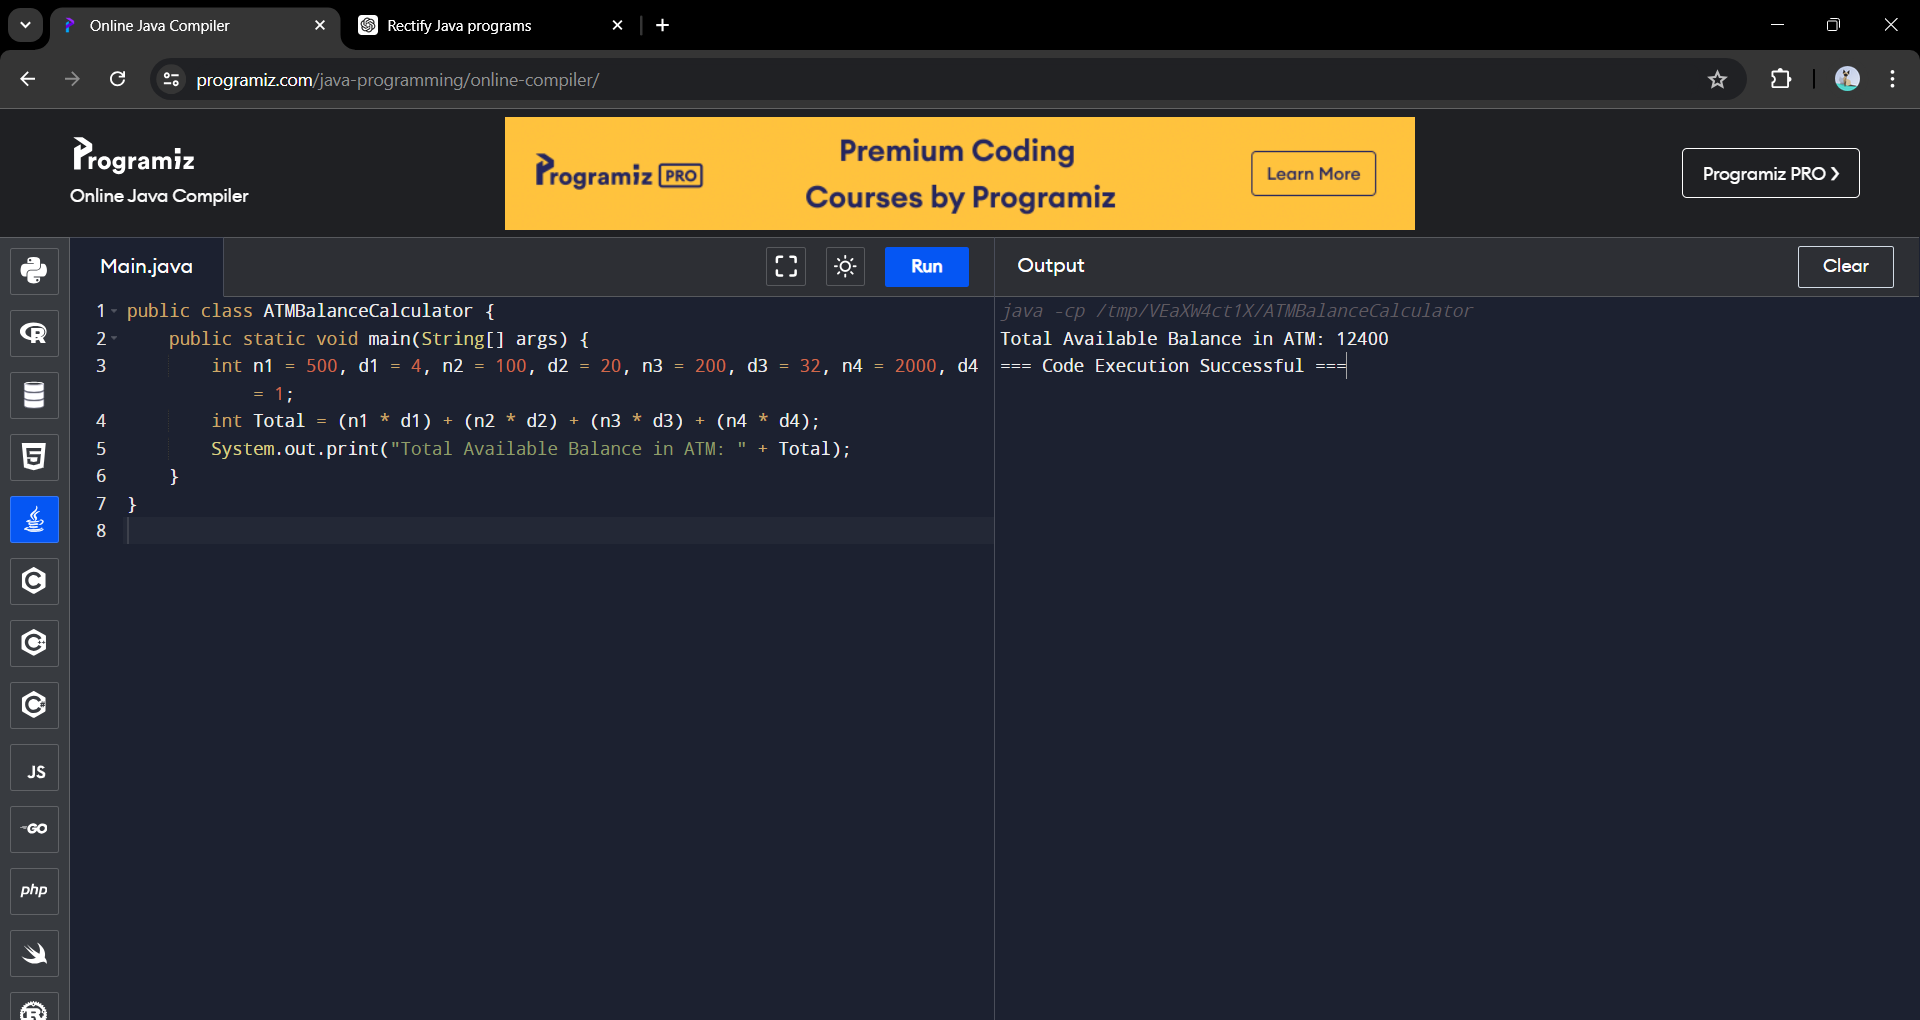 Online Java Compiler
Rectify Java programs
programiz.com/java-programming/online-compiler/
Programiz
Online Java Compiler
Programiz PRO
Premium Coding
Courses by Programiz
Learn More
Programiz PRO ❯
Main.java
Run
Output
Clear
1 public class ATMBalanceCalculator {
2 public static void main(String[] args) {
3 int n1 = 500, d1 = 4, n2 = 100, d2 = 20, n3 = 200, d3 = 32, n4 = 2000, d4
= 1;
4 int Total = (n1 * d1) + (n2 * d2) + (n3 * d3) + (n4 * d4);
5 System.out.print("Total Available Balance in ATM: " + Total);
6 }
7 }
8
java -cp /tmp/VEaXW4ct1X/ATMBalanceCalculator
Total Available Balance in ATM: 12400
=== Code Execution Successful ===
R
5
C
C
C
JS
GO
php
R